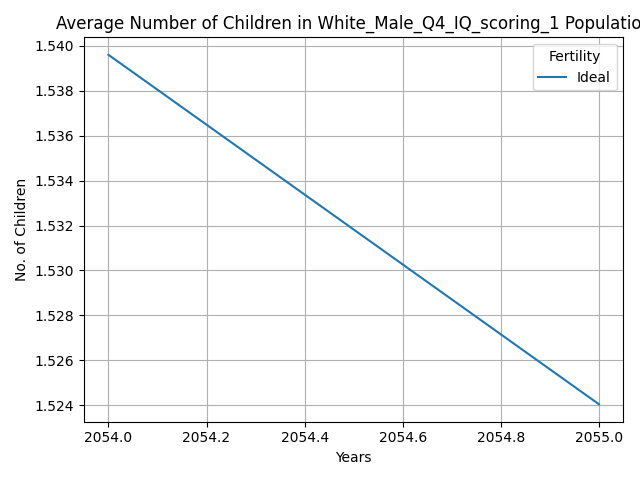 Average Number of Children in White_Male_Q4_IQ_scoring_1 Populatio
1.540
1.538
1.536
1.534
1.532
1.530
1.528
1.526
1.524
No. of Children
Fertility
Ideal
2054.0 2054.2 2054.4 2054.6 2054.8 2055.0
Years